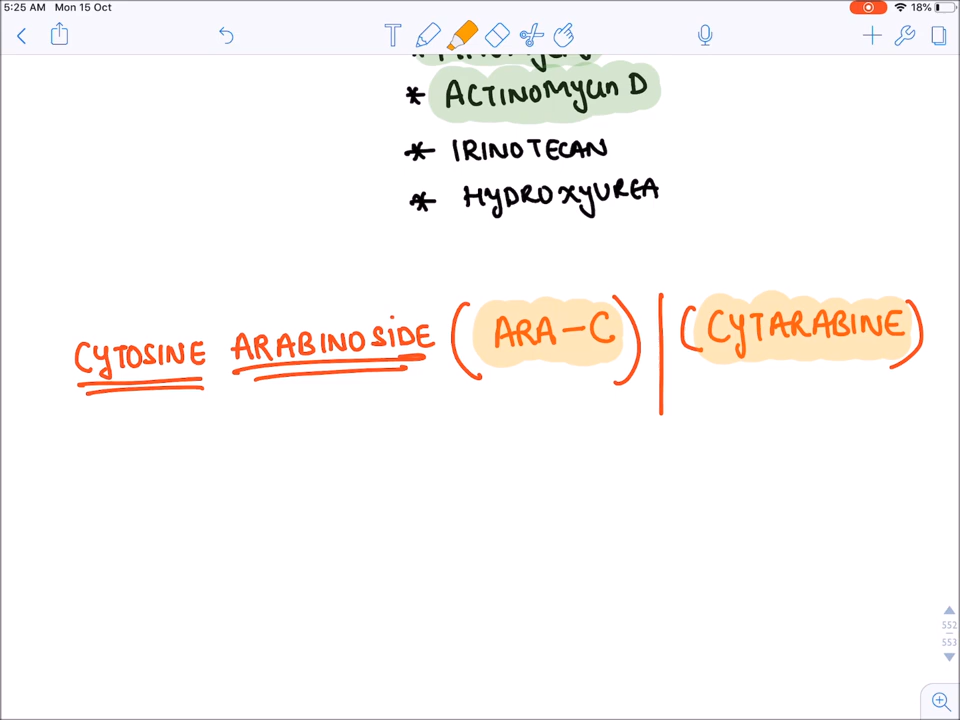 5:25 AM Mon 15 Oct 18%
T
* ACTINOMYCIN D
* IRINOTECAN
* HYDROXYUREA
CYTOSINE ARABINOSIDE (ARA-C) | (CYTARABINE)
552
553